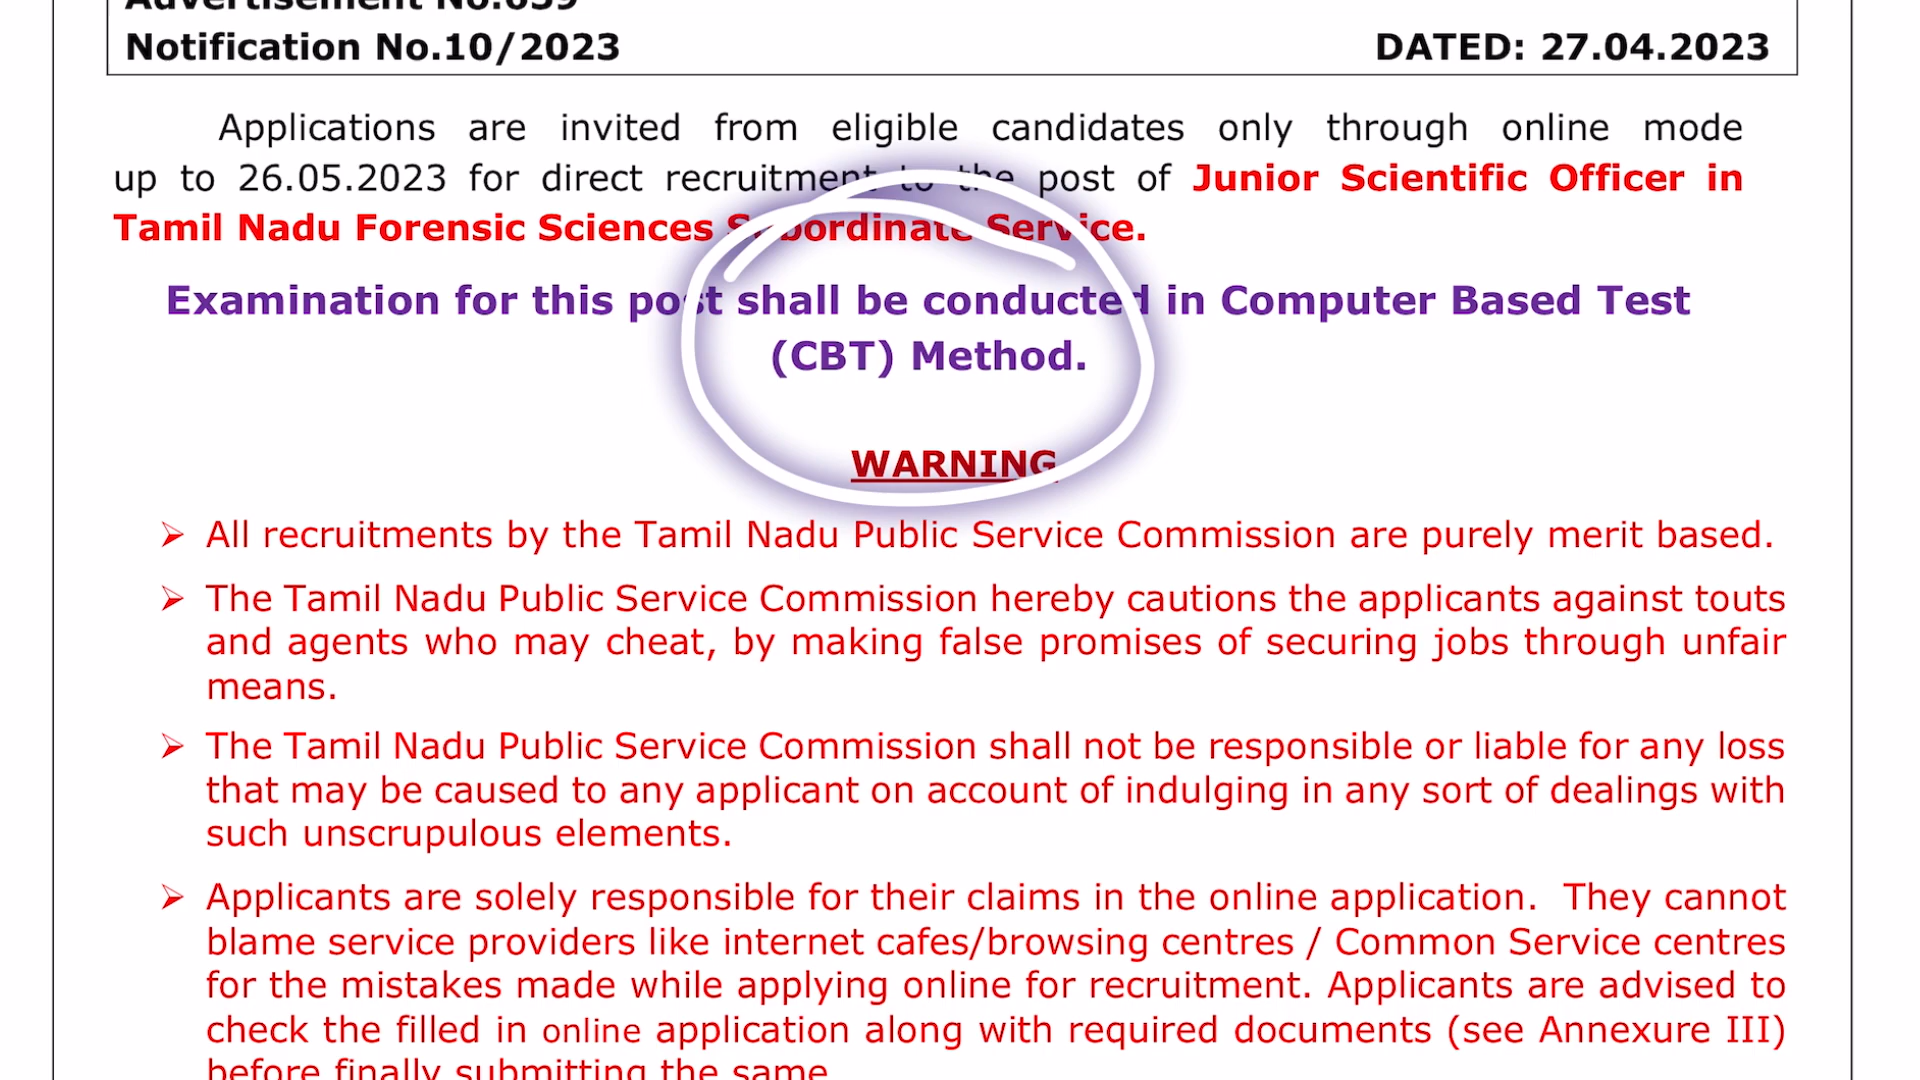 Advertisement No.639
Notification No.10/2023 DATED: 27.04.2023
Applications are invited from eligible candidates only through online mode
up to 26.05.2023 for direct recruitment to the post of Junior Scientific Officer in
Tamil Nadu Forensic Sciences Subordinate Service.
Examination for this post shall be conducted in Computer Based Test
(CBT) Method.
WARNING
➢ All recruitments by the Tamil Nadu Public Service Commission are purely merit based.
➢ The Tamil Nadu Public Service Commission hereby cautions the applicants against touts
and agents who may cheat, by making false promises of securing jobs through unfair
means.
➢ The Tamil Nadu Public Service Commission shall not be responsible or liable for any loss
that may be caused to any applicant on account of indulging in any sort of dealings with
such unscrupulous elements.
➢ Applicants are solely responsible for their claims in the online application. They cannot
blame service providers like internet cafes/browsing centres / Common Service centres
for the mistakes made while applying online for recruitment. Applicants are advised to
check the filled in online application along with required documents (see Annexure III)
before finally submitting the same